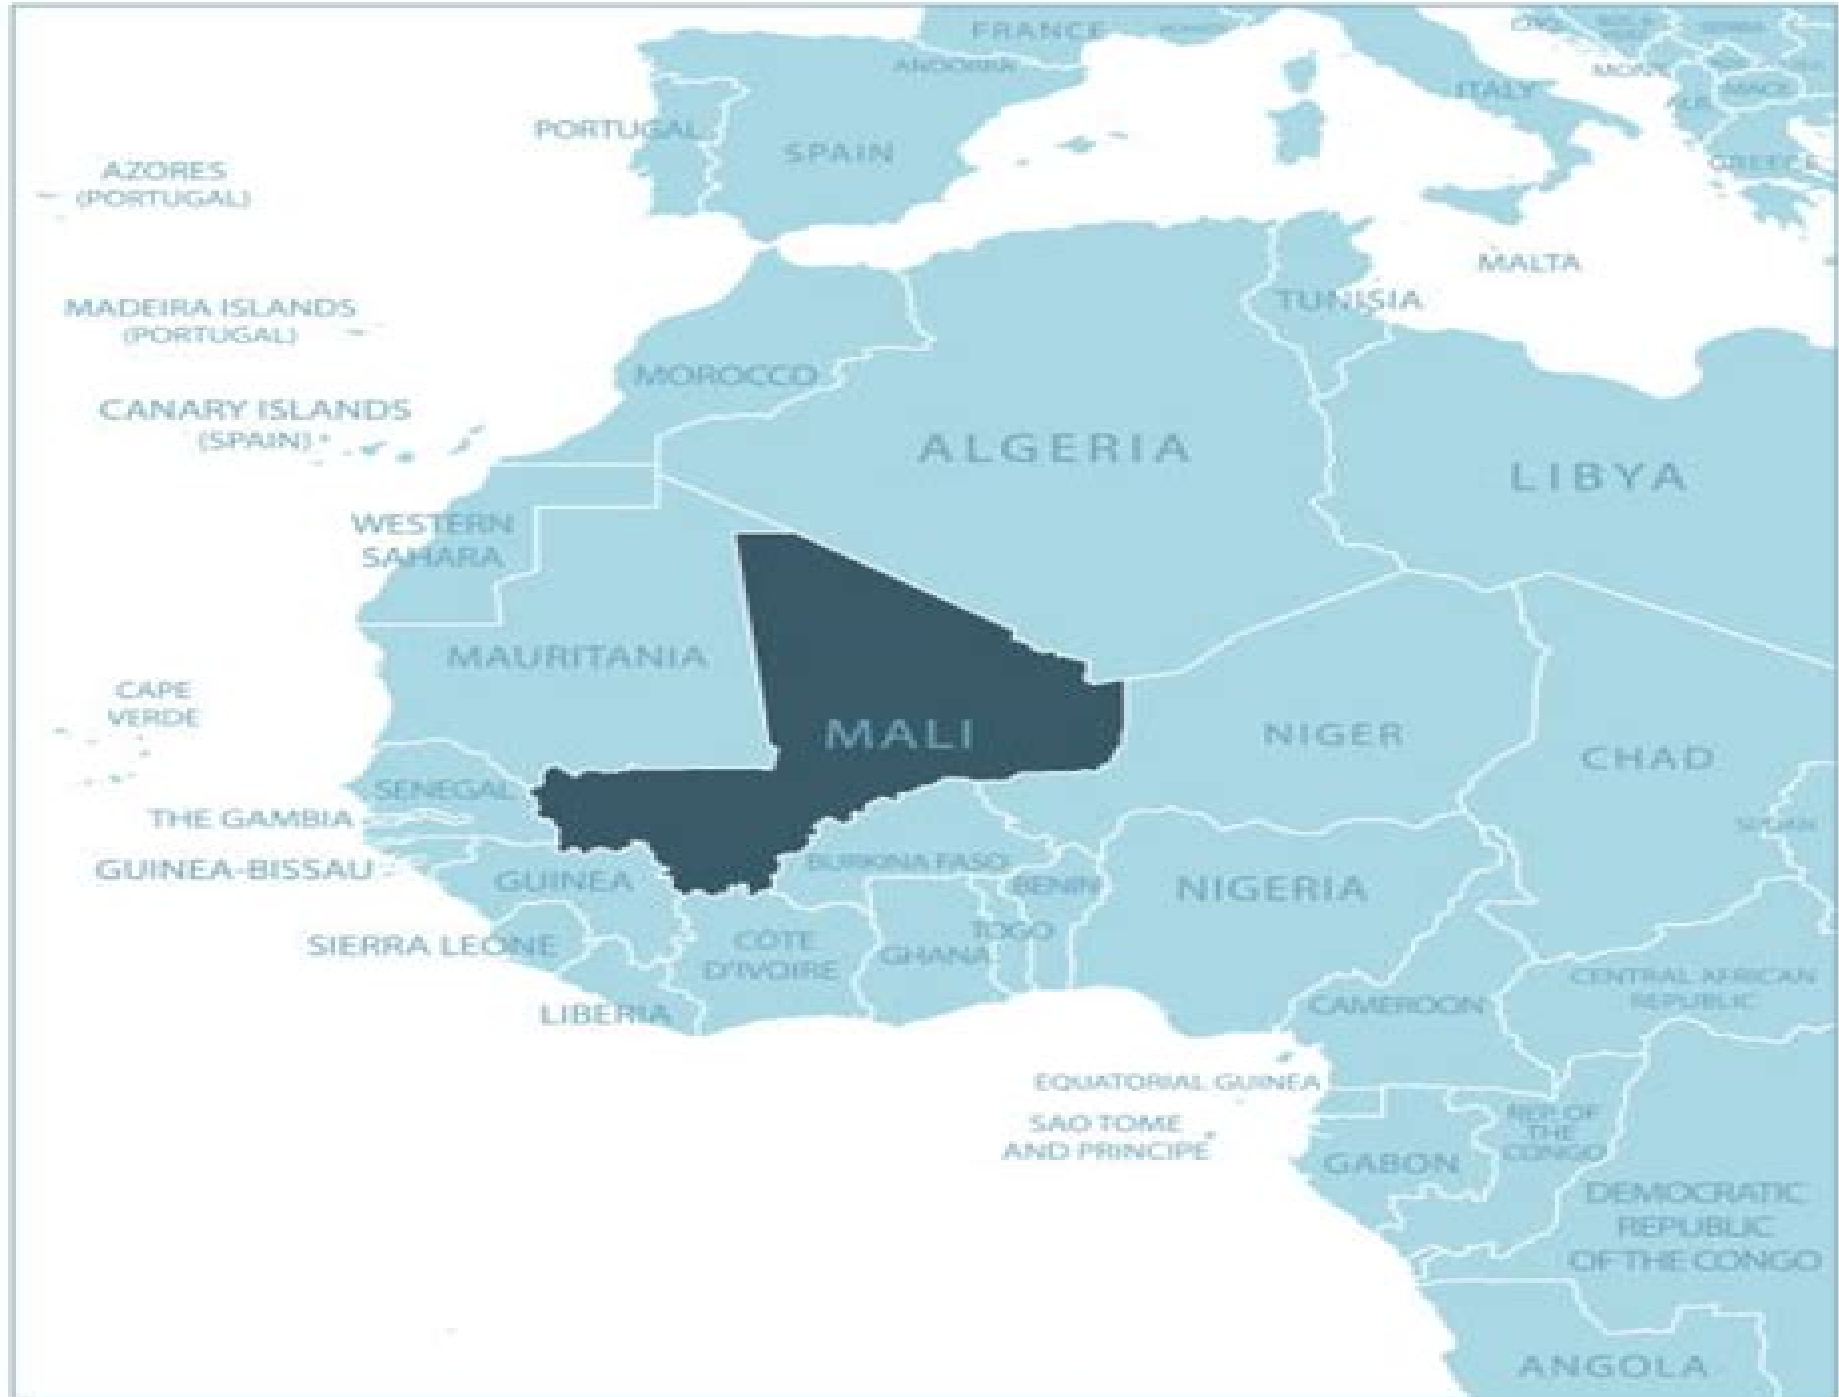 FRANCE
ANDORRA
ITALY
PORTUGAL
SPAIN
GREECE
AZORES
(PORTUGAL)
MALTA
TUNISIA
MADEIRA ISLANDS
(PORTUGAL)
MOROCCO
CANARY ISLANDS
(SPAIN)
ALGERIA
LIBYA
WESTERN
SAHARA
MAURITANIA
CAPE
VERDE
MALI
NIGER
CHAD
SENEGAL
THE GAMBIA
SUDAN
GUINEA-BISSAU
GUINEA
BURKINA FASO
BENIN
NIGERIA
SIERRA LEONE
CÔTE
D'IVOIRE
GHANA
TOGO
LIBERIA
CAMEROON
CENTRAL AFRICAN
REPUBLIC
EQUATORIAL GUINEA
SAO TOME
AND PRINCIPE
GABON
REP. OF
THE
CONGO
DEMOCRATIC
REPUBLIC
OF THE CONGO
ANGOLA